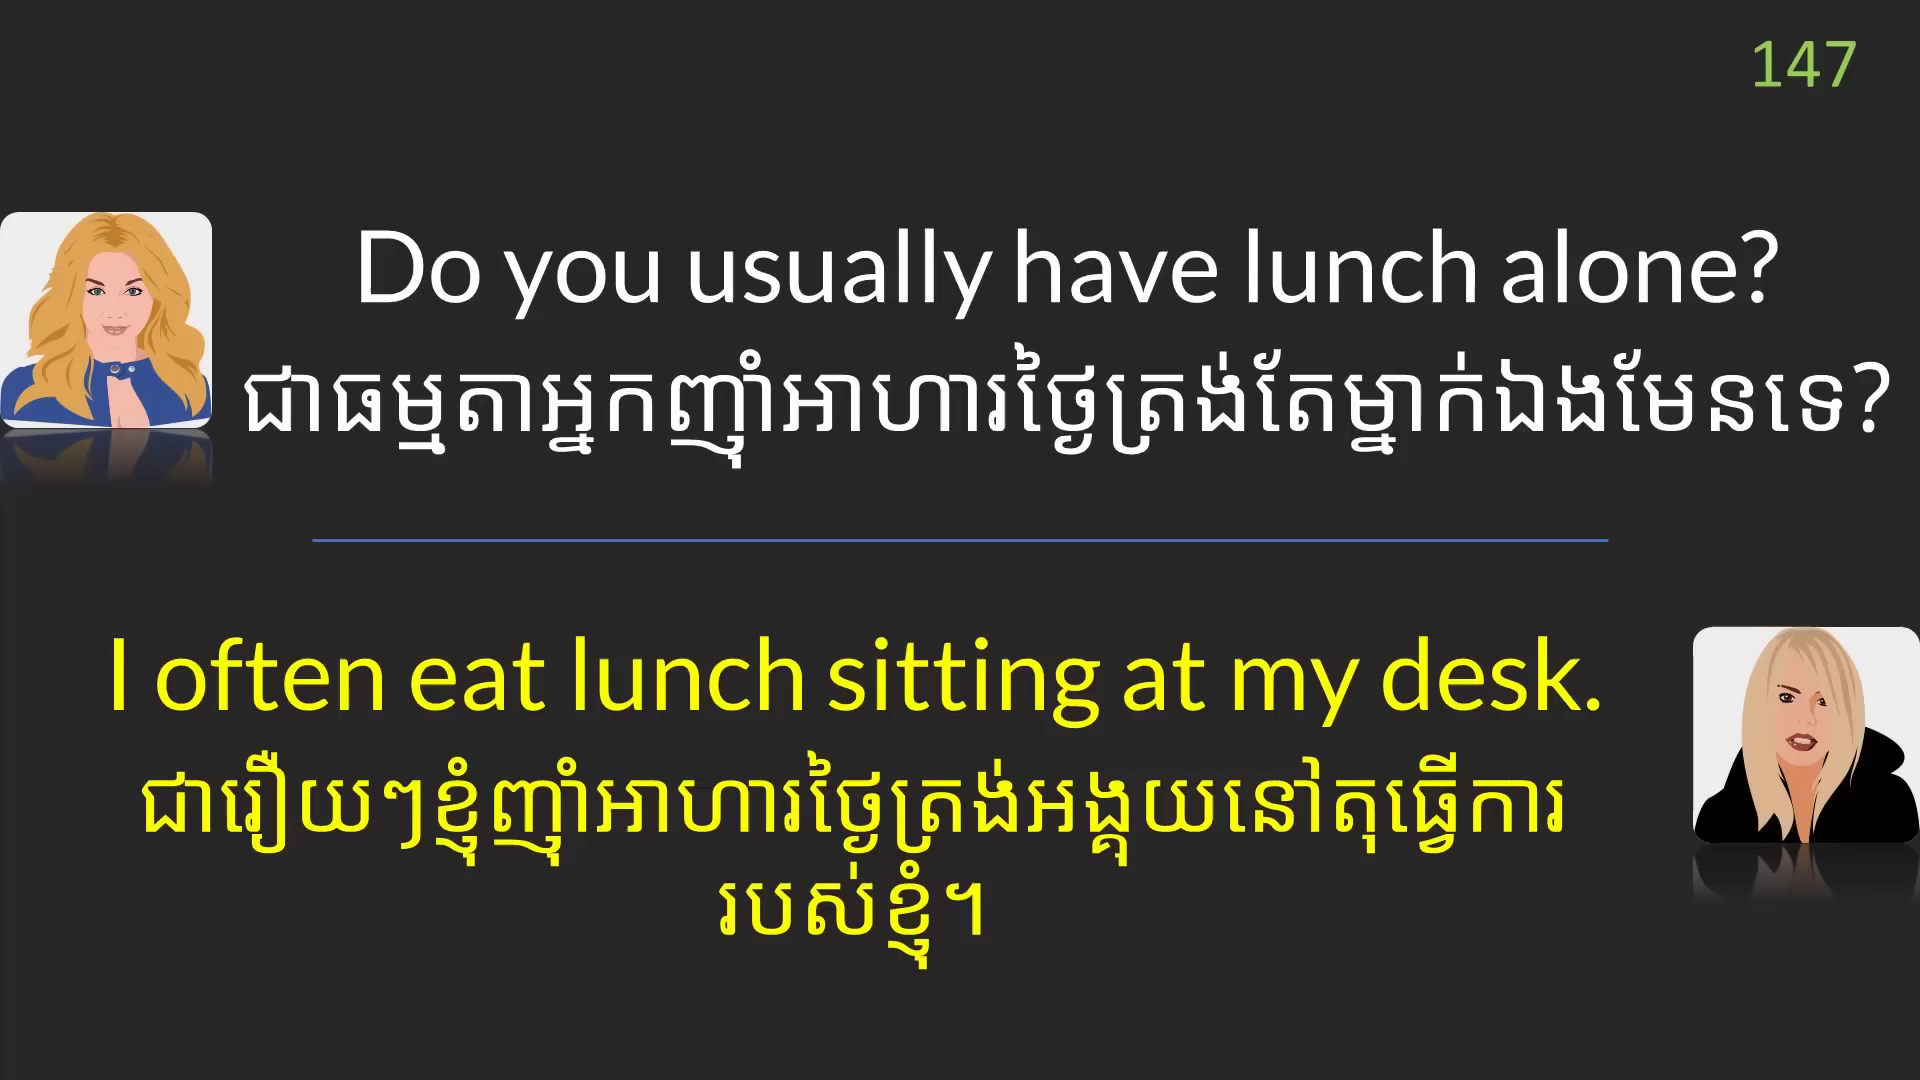 147
Do you usually have lunch alone?
ជាធម្មតាអ្នកញ៉ាំអាហារថ្ងៃត្រង់តែម្នាក់ឯងមែនទេ?
I often eat lunch sitting at my desk.
ជារឿយៗខ្ញុំញ៉ាំអាហារថ្ងៃត្រង់អង្គុយនៅតុធ្វើការ
របស់ខ្ញុំ។